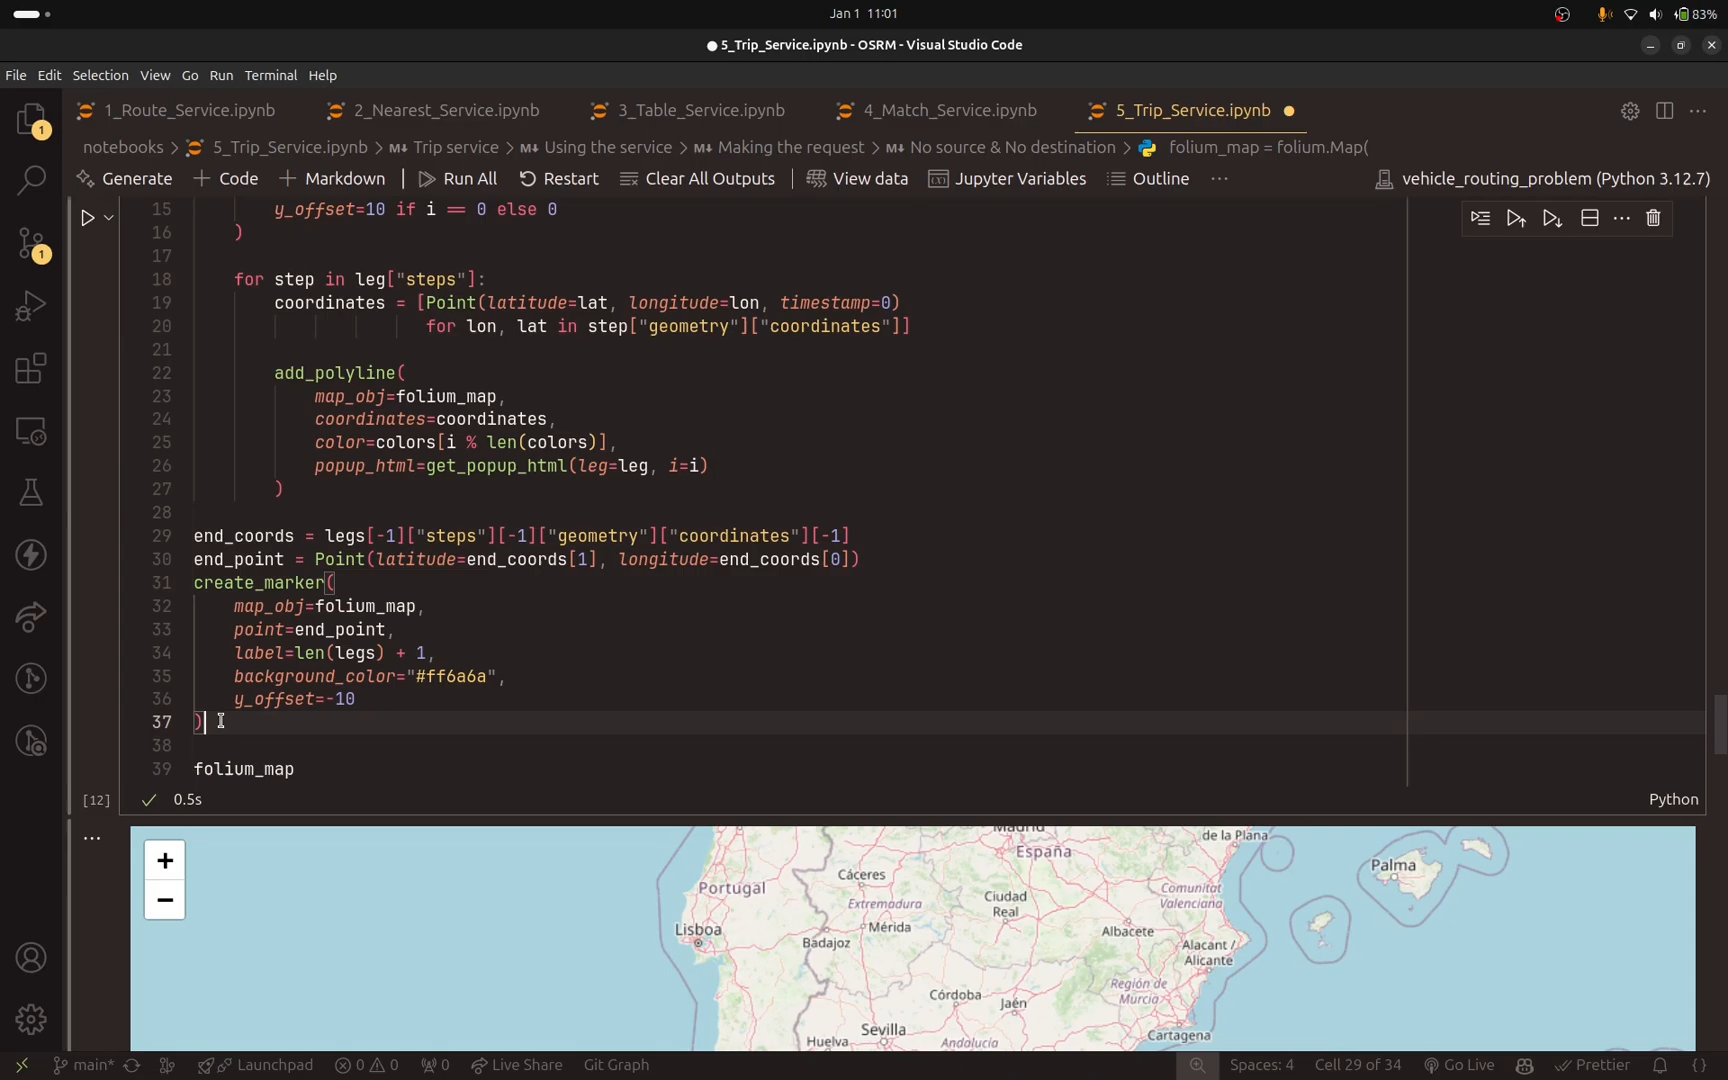 Jan 1 11:01
83%
5_Trip_Service.ipynb - OSRM - Visual Studio Code
File Edit Selection View Go Run Terminal Help
1_Route_Service.ipynb 2_Nearest_Service.ipynb 3_Table_Service.ipynb 4_Match_Service.ipynb 5_Trip_Service.ipynb
notebooks > 5_Trip_Service.ipynb > M↓ Trip service > M↓ Using the service > M↓ Making the request > M↓ No source & No destination > folium_map = folium.Map(
Generate + Code + Markdown | Run All Restart Clear All Outputs View data Jupyter Variables Outline ··· vehicle_routing_problem (Python 3.12.7)
15 y_offset=10 if i == 0 else 0
16 )
17
18 for step in leg["steps"]:
19 coordinates = [Point(latitude=lat, longitude=lon, timestamp=0)
20 for lon, lat in step["geometry"]["coordinates"]]
21
22 add_polyline(
23 map_obj=folium_map,
24 coordinates=coordinates,
25 color=colors[i % len(colors)],
26 popup_html=get_popup_html(leg=leg, i=i)
27 )
28
29 end_coords = legs[-1]["steps"][-1]["geometry"]["coordinates"][-1]
30 end_point = Point(latitude=end_coords[1], longitude=end_coords[0])
31 create_marker(
32 map_obj=folium_map,
33 point=end_point,
34 label=len(legs) + 1,
35 background_color="#ff6a6a",
36 y_offset=-10
37 )
38
39 folium_map
[12] 0.5s Python
+
−
Madrid
de la Plana
España
Palma
Portugal
Cáceres
Extremadura
Ciudad
Real
Comunitat
Valenciana
Lisboa
Badajoz
Mérida
Albacete
Alacant /
Alicante
Córdoba
Jaén
Región de
Murcia
Sevilla
Cartagena
Huelva
Andalucía
main* Launchpad 0 0 0 Live Share Git Graph Spaces: 4 Cell 29 of 34 Go Live Prettier {}
1
1